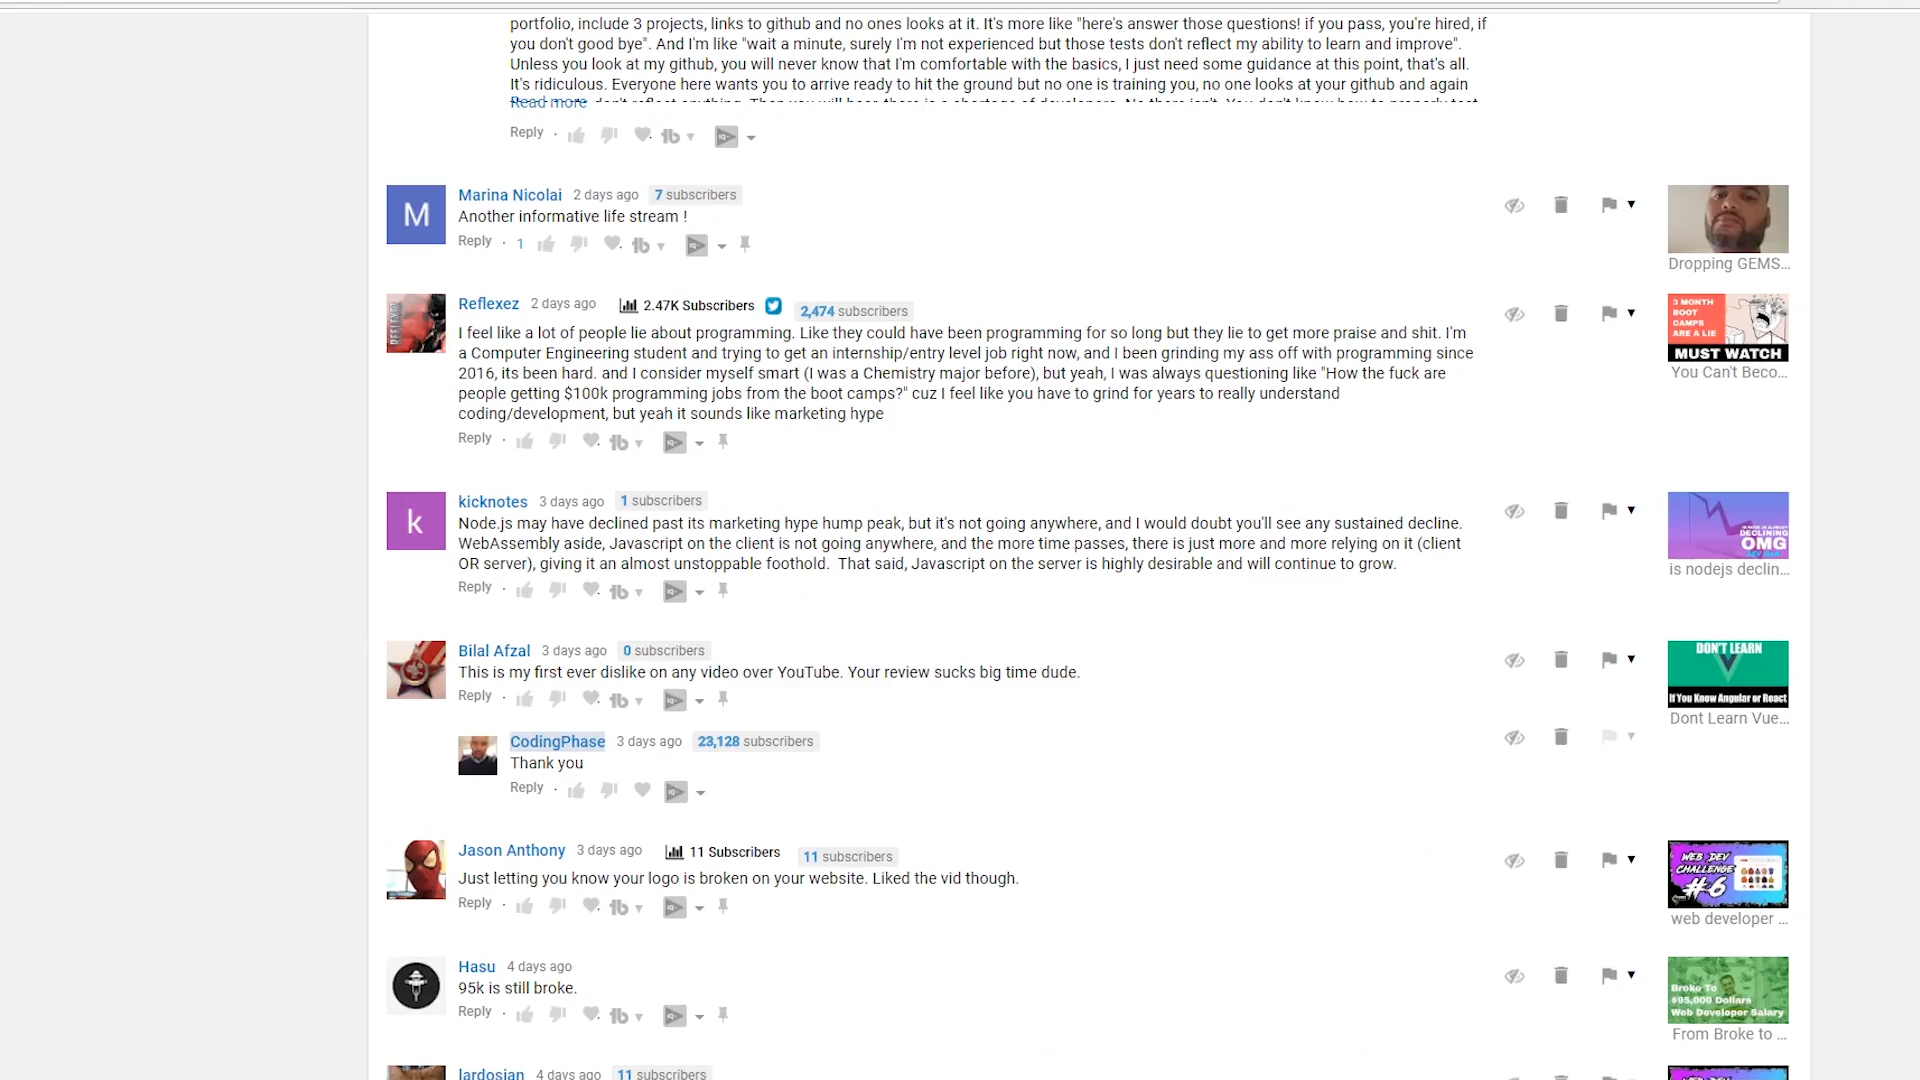 portfolio, include 3 projects, links to github and no ones looks at it. It's more like "here's answer those questions! if you pass, you're hired, if
you don't good bye". And I'm like "wait a minute, surely I'm not experienced but those tests don't reflect my ability to learn and improve".
Unless you look at my github, you will never know that I'm comfortable with the basics, I just need some guidance at this point, that's all.
It's ridiculous. Everyone here wants you to arrive ready to hit the ground but no one is training you, no one looks at your github and again
Read more
Reply
Marina Nicolai 2 days ago 7 subscribers
Another informative life stream !
Reply · 1
Dropping GEMS...
Reflexez 2 days ago 2.47K Subscribers 2,474 subscribers
I feel like a lot of people lie about programming. Like they could have been programming for so long but they lie to get more praise and shit. I'm
a Computer Engineering student and trying to get an internship/entry level job right now, and I been grinding my ass off with programming since
2016, its been hard. and I consider myself smart (I was a Chemistry major before), but yeah, I was always questioning like "How the fuck are
people getting $100k programming jobs from the boot camps?" cuz I feel like you have to grind for years to really understand
coding/development, but yeah it sounds like marketing hype
Reply
3 MONTH
BOOT
CAMPS
ARE A LIE
MUST WATCH
You Can't Beco...
kicknotes 3 days ago 1 subscribers
Node.js may have declined past its marketing hype hump peak, but it's not going anywhere, and I would doubt you'll see any sustained decline.
WebAssembly aside, Javascript on the client is not going anywhere, and the more time passes, there is just more and more relying on it (client
OR server), giving it an almost unstoppable foothold.  That said, Javascript on the server is highly desirable and will continue to grow.
Reply
DECLINING
OMG
is nodejs declin...
Bilal Afzal 3 days ago 0 subscribers
This is my first ever dislike on any video over YouTube. Your review sucks big time dude.
Reply
DON'T LEARN
If You Know Angular or React
Dont Learn Vue...
CodingPhase 3 days ago 23,128 subscribers
Thank you
Reply
Jason Anthony 3 days ago 11 Subscribers 11 subscribers
Just letting you know your logo is broken on your website. Liked the vid though.
Reply
WEB DEV
CHALLENGE
#6
web developer ...
Hasu 4 days ago
95k is still broke.
Reply
Broke To
$95,000 Dollars
Web Developer Salary
From Broke to ...
lardosian 4 days ago 11 subscribers